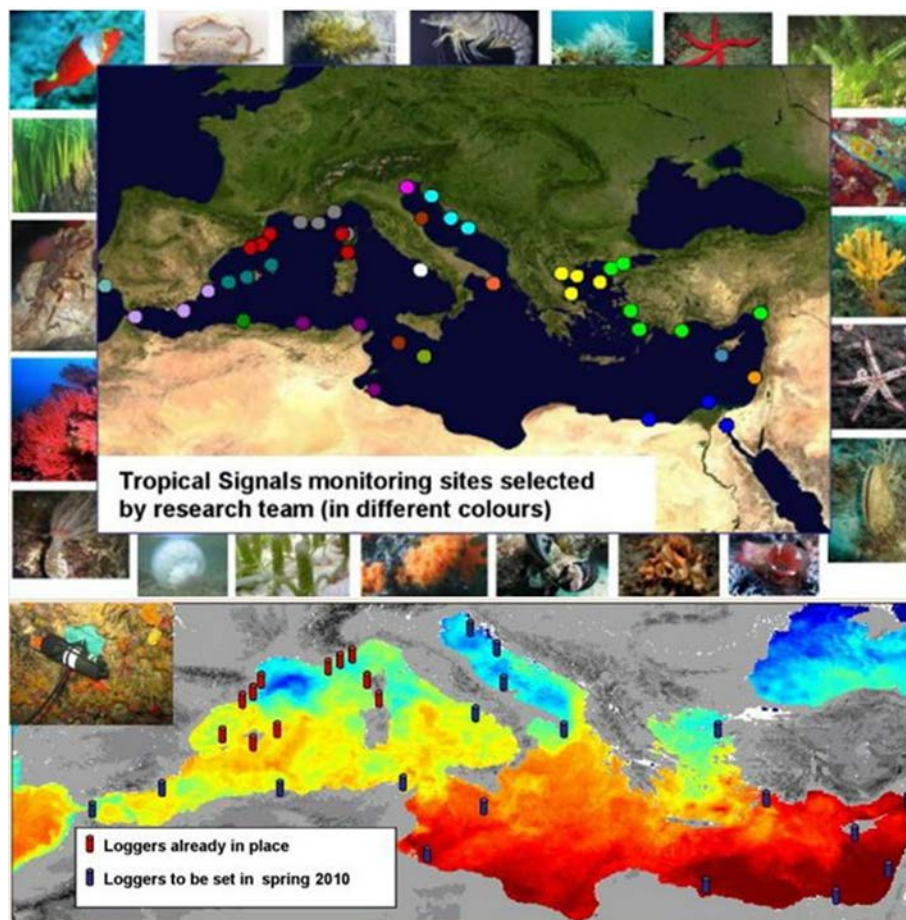 Tropical Signals monitoring sites selected
by research team (in different colours)
Loggers already in place
Loggers to be set in spring 2010